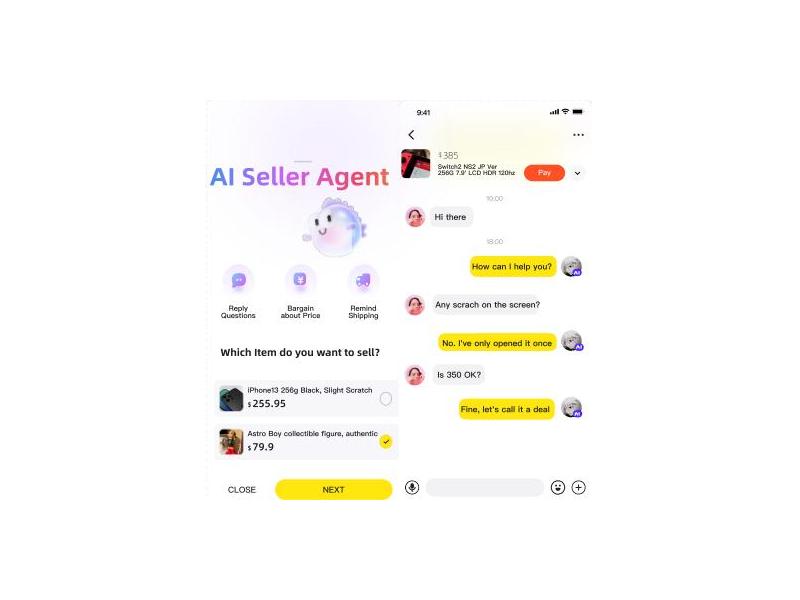 AI Seller Agent
Reply
Questions
Bargain
about Price
Remind
Shipping
Which Item do you want to sell?
iPhone13 256g Black, Slight Scratch
$255.95
Astro Boy collectible figure, authentic
$79.9
CLOSE
NEXT
9:41
$385
Switch2 NS2 JP Ver
256G 7.9' LCD HDR 120hz
Pay
Hi there
18:00
How can I help you?
AI
Any scrach on the screen?
No. I've only opened it once
AI
Is 350 OK?
Fine, let's call it a deal
AI